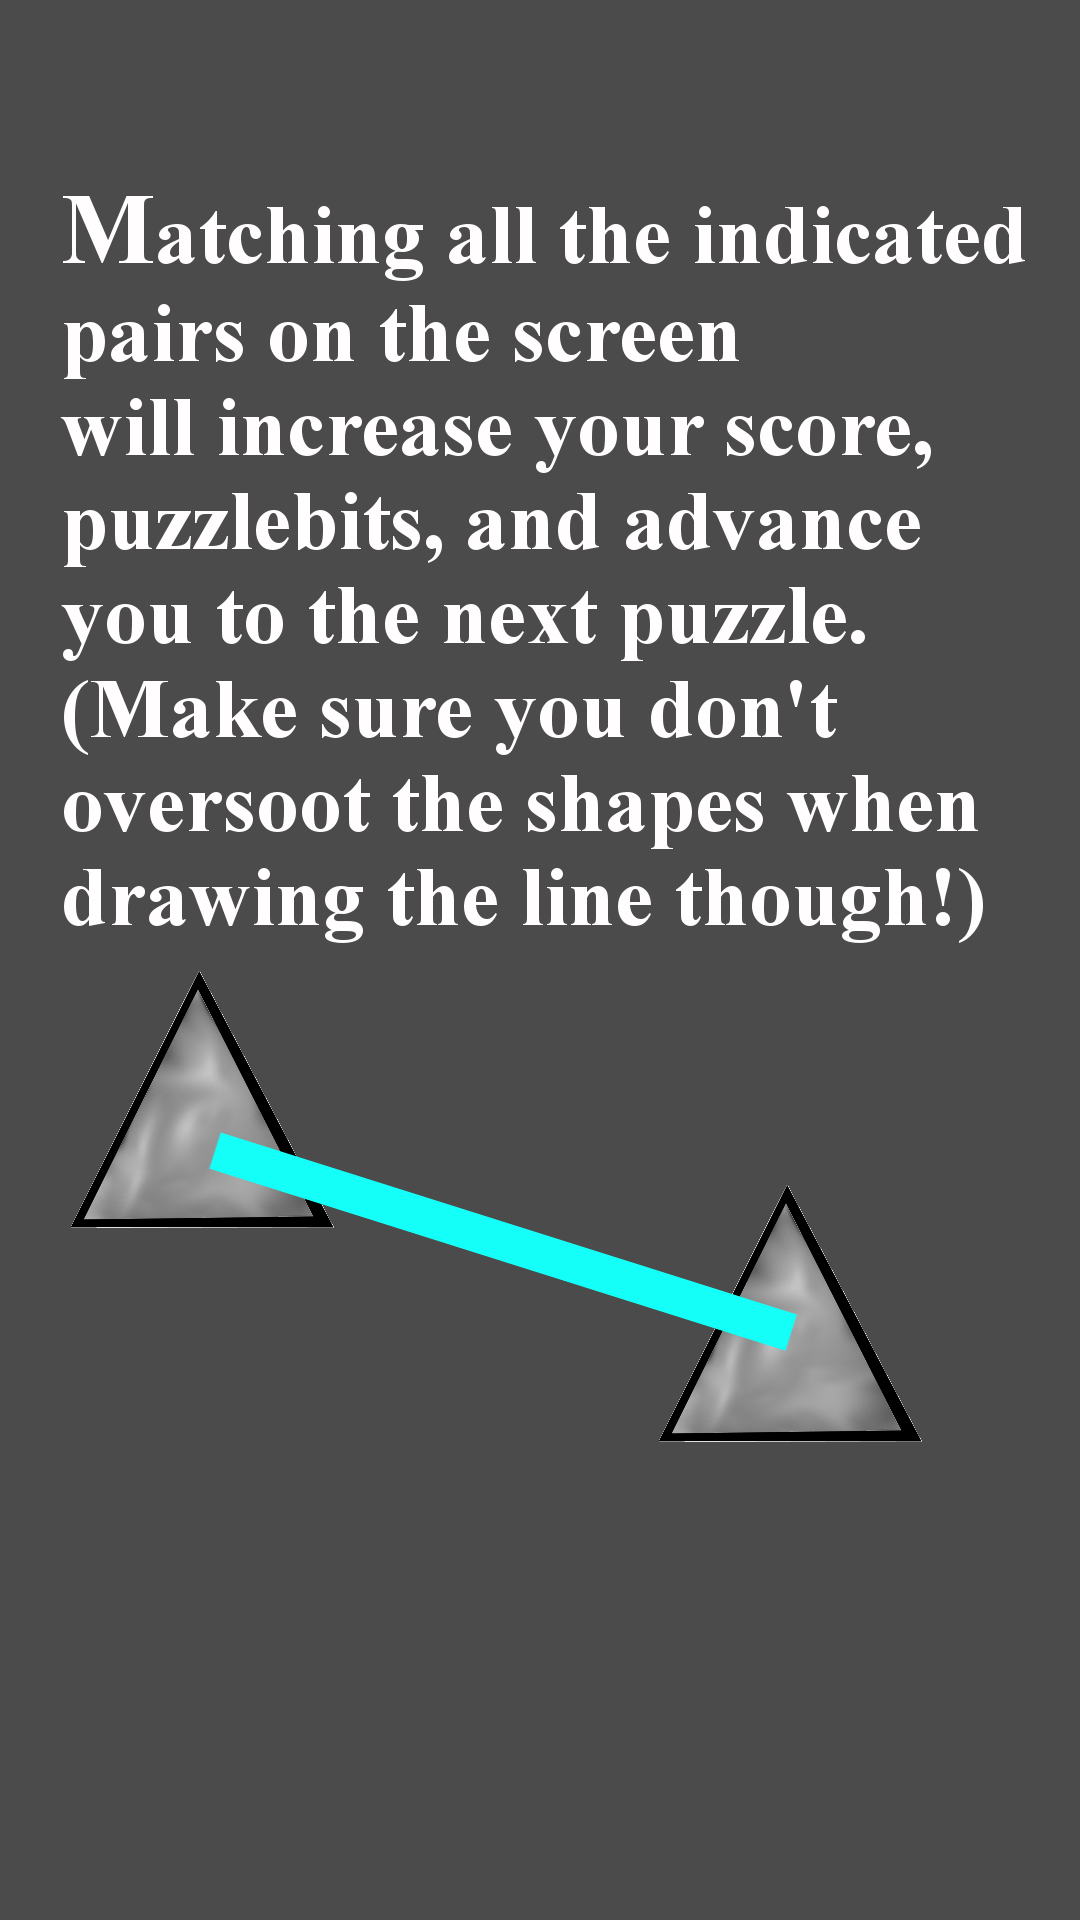 Matching all the indicated
pairs on the screen
will increase your score,
puzzlebits, and advance
you to the next puzzle.
(Make sure you don't
oversoot the shapes when
drawing the line though!)